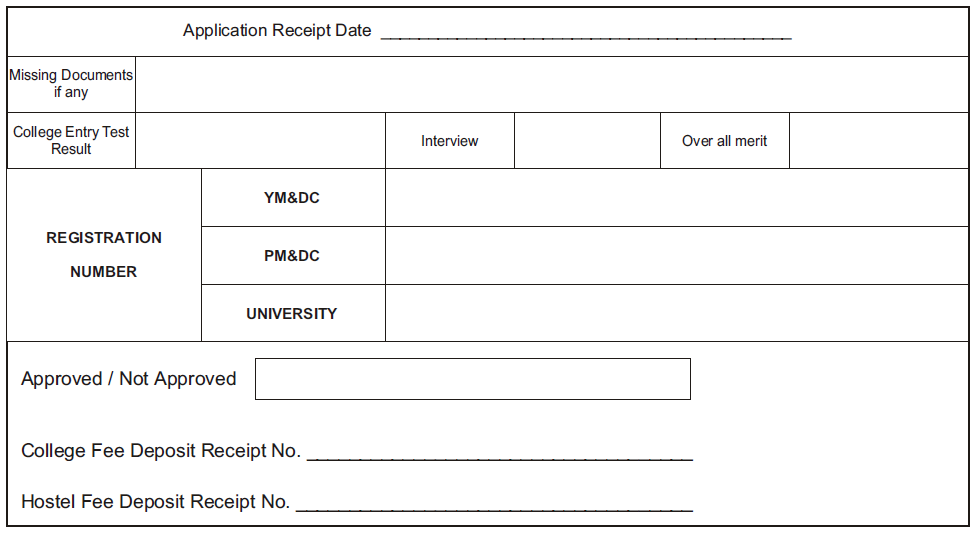 Application Receipt Date
Missing Documents
if any
College Entry Test
Result
Interview
Over all merit
REGISTRATION
NUMBER
YM&DC
PM&DC
UNIVERSITY
Approved / Not Approved
College Fee Deposit Receipt No.
Hostel Fee Deposit Receipt No.